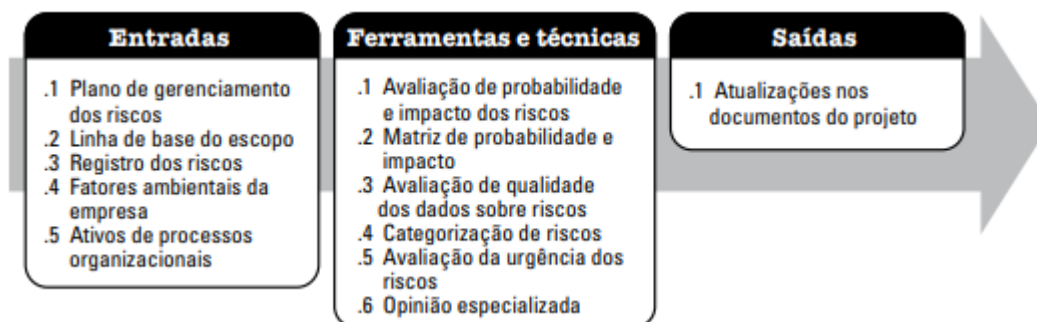 Entradas
.1 Plano de gerenciamento
dos riscos
.2 Linha de base do escopo
.3 Registro dos riscos
.4 Fatores ambientais da
empresa
.5 Ativos de processos
organizacionais
Ferramentas e técnicas
.1 Avaliação de probabilidade
e impacto dos riscos
.2 Matriz de probabilidade e
impacto
.3 Avaliação de qualidade
dos dados sobre riscos
.4 Categorização de riscos
.5 Avaliação da urgência dos
riscos
.6 Opinião especializada
Saídas
.1 Atualizações nos
documentos do projeto